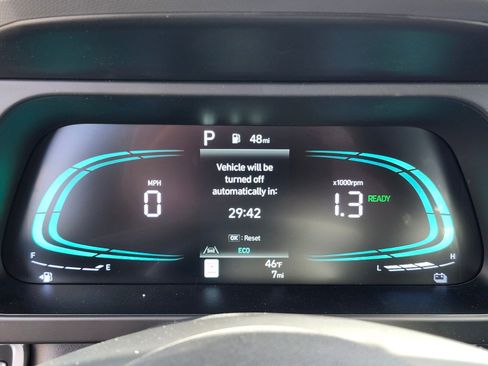 P 48mi
Vehicle will be
turned off
automatically in:
29:42
OK : Reset
ECO
46°F
7mi
MPH
0
x1000rpm
1.3 READY
F E
L H